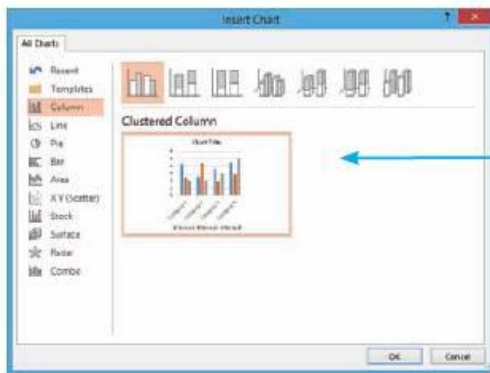 Insert Chart
?
All Charts
Recent
Templates
Column
Line
Pie
Bar
Area
X Y (Scatter)
Stock
Surface
Radar
Combo
Clustered Column
Chart Title
OK
Cancel